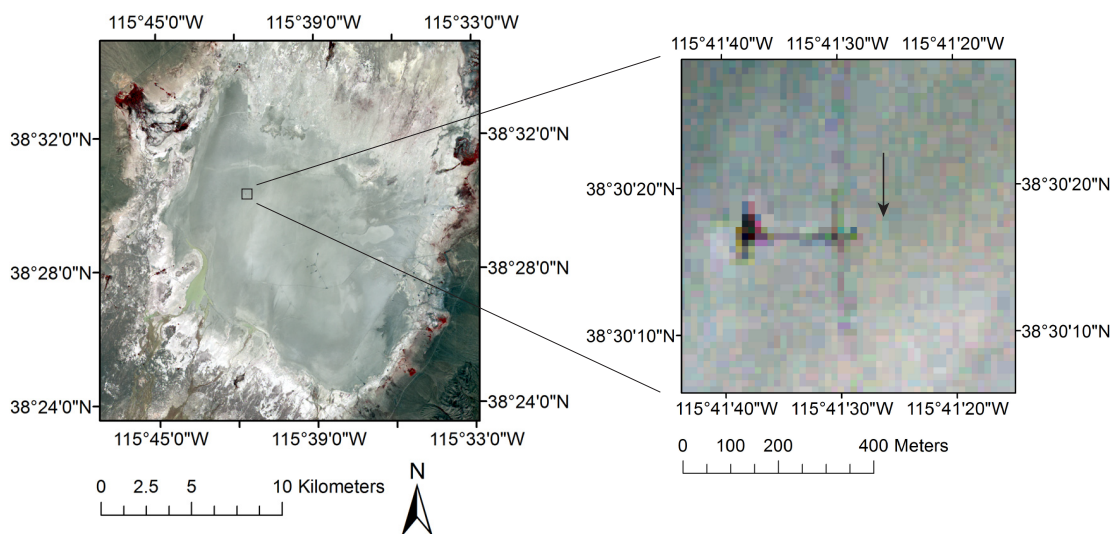 115°45'0"W 115°39'0"W 115°33'0"W
38°32'0"N 38°32'0"N
38°28'0"N 38°28'0"N
38°24'0"N 38°24'0"N
115°45'0"W 115°39'0"W 115°33'0"W
0 2.5 5 10 Kilometers
N
115°41'40"W 115°41'30"W 115°41'20"W
38°30'20"N 38°30'20"N
38°30'10"N 38°30'10"N
115°41'40"W 115°41'30"W 115°41'20"W
0 100 200 400 Meters